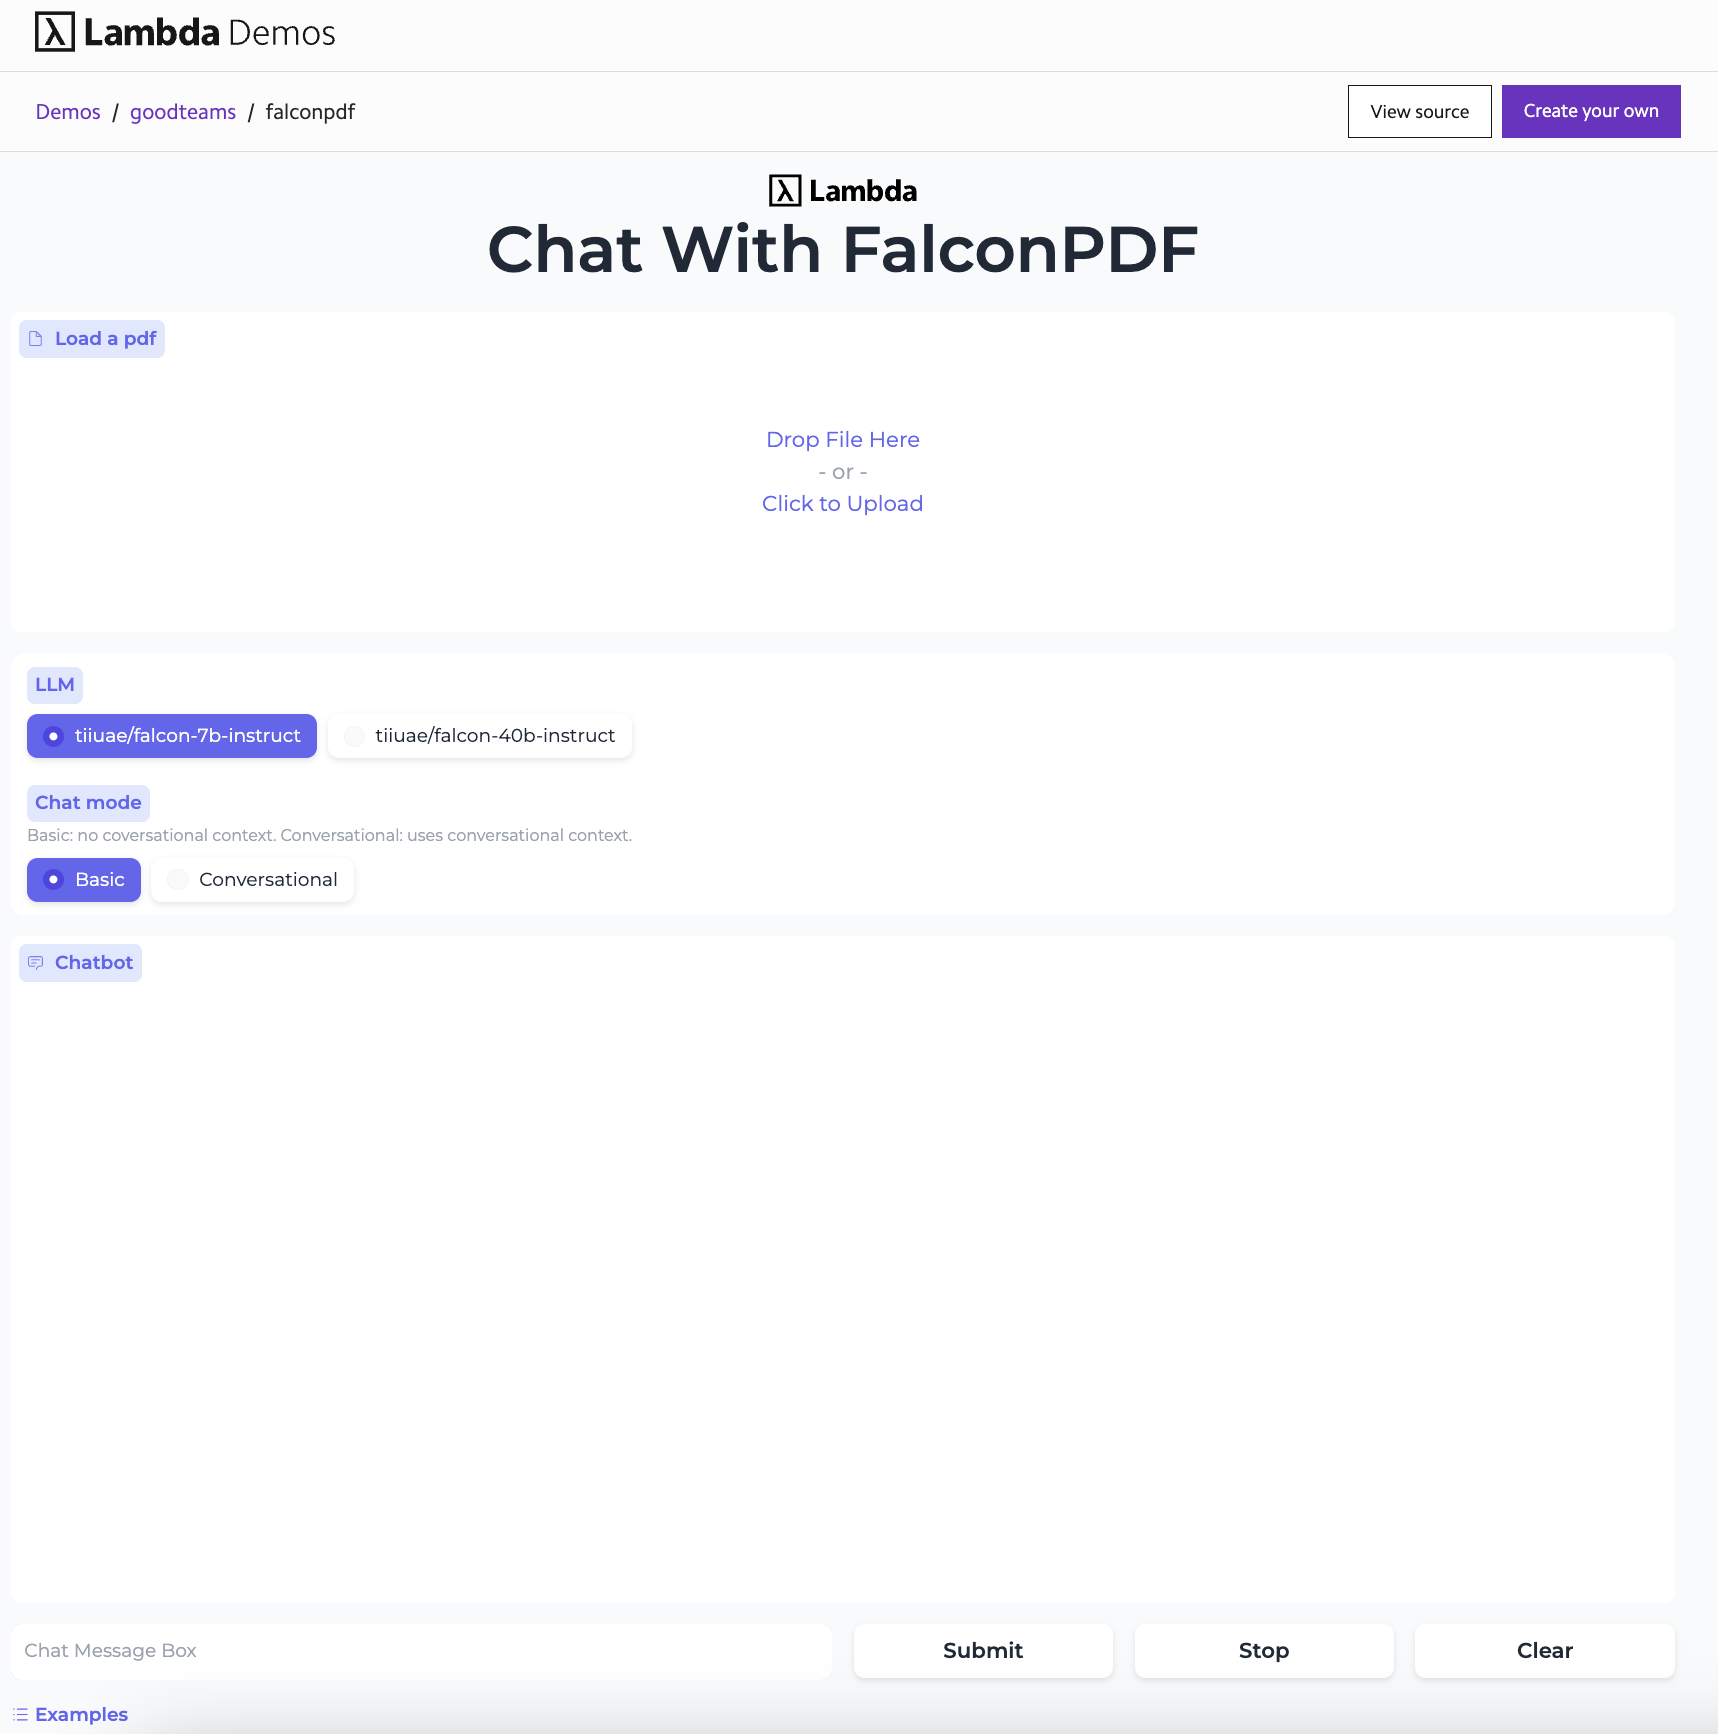 Lambda Demos
Demos / goodteams / falconpdf
View source
Create your own
Lambda
Chat With FalconPDF
Load a pdf
Drop File Here
- or -
Click to Upload
LLM
tiiuae/falcon-7b-instruct
tiiuae/falcon-40b-instruct
Chat mode
Basic: no coversational context. Conversational: uses conversational context.
Basic
Conversational
Chatbot
Chat Message Box
Submit
Stop
Clear
Examples